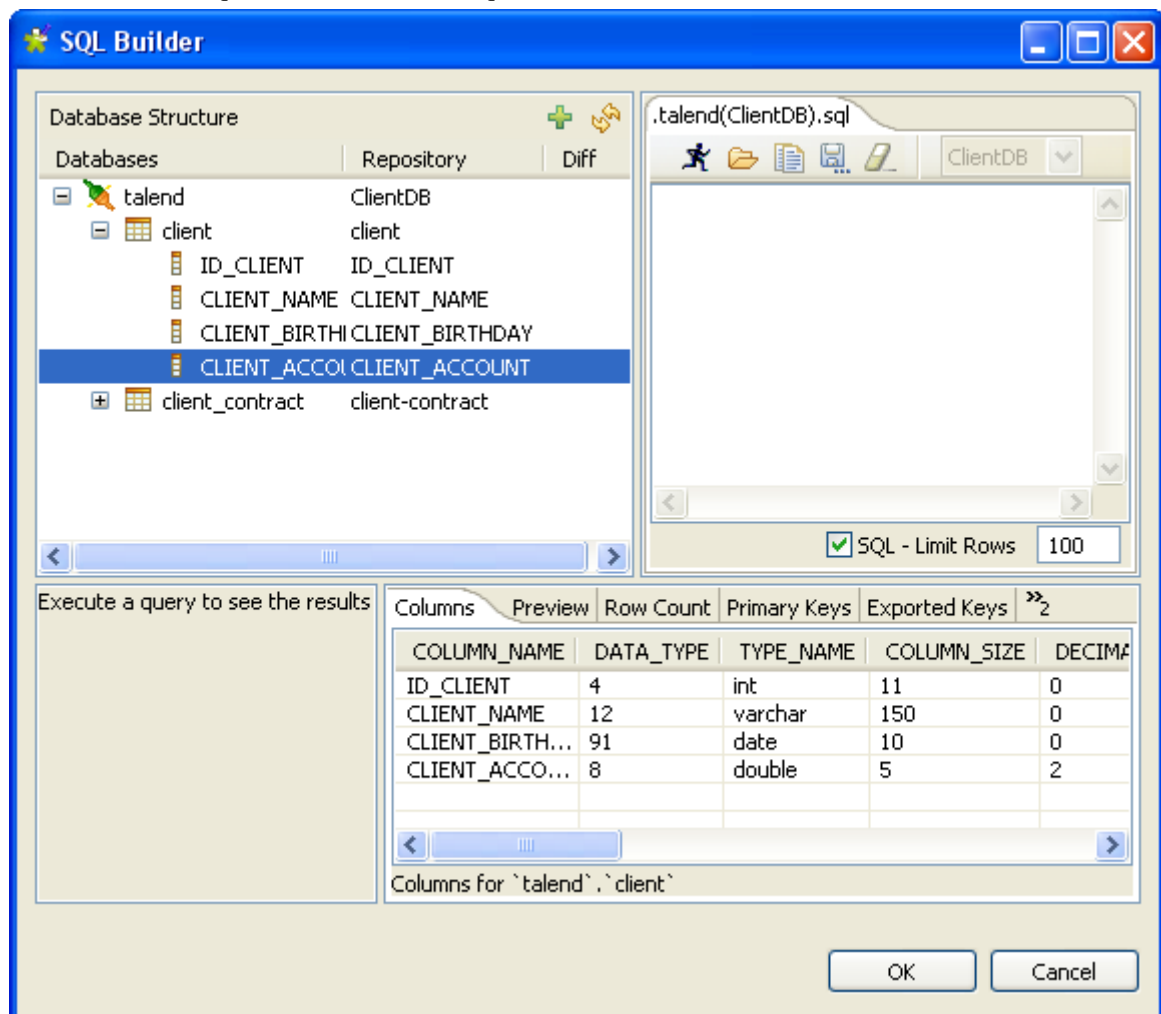 SQL Builder
Database Structure
Databases Repository Diff
talend ClientDB
client client
ID_CLIENT ID_CLIENT
CLIENT_NAME CLIENT_NAME
CLIENT_BIRTHI CLIENT_BIRTHDAY
CLIENT_ACCOU CLIENT_ACCOUNT
client_contract client-contract
.talend(ClientDB).sql
ClientDB
SQL - Limit Rows 100
Execute a query to see the results
Columns Preview Row Count Primary Keys Exported Keys »2
COLUMN_NAME DATA_TYPE TYPE_NAME COLUMN_SIZE DECIMA
ID_CLIENT 4 int 11 0
CLIENT_NAME 12 varchar 150 0
CLIENT_BIRTH... 91 date 10 0
CLIENT_ACCO... 8 double 5 2
Columns for `talend`.`client`
OK Cancel